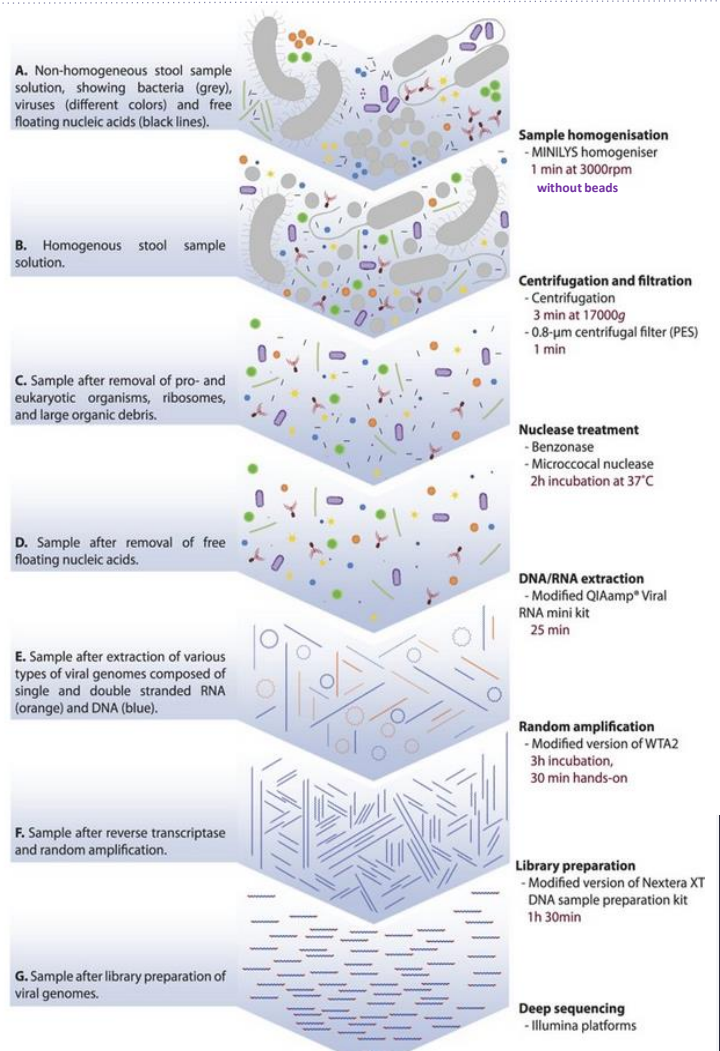 A. Non-homogeneous stool sample
solution, showing bacteria (grey),
viruses (different colors) and free
floating nucleic acids (black lines).
Sample homogenisation
- MINILYS homogeniser
1 min at 3000rpm
without beads
B. Homogenous stool sample
solution.
Centrifugation and filtration
- Centrifugation
3 min at 17000g
- 0.8-µm centrifugal filter (PES)
1 min
C. Sample after removal of pro- and
eukaryotic organisms, ribosomes,
and large organic debris.
Nuclease treatment
- Benzonase
- Microccocal nuclease
2h incubation at 37˚C
D. Sample after removal of free
floating nucleic acids.
DNA/RNA extraction
- Modified QIAamp® Viral
RNA mini kit
25 min
E. Sample after extraction of various
types of viral genomes composed of
single and double stranded RNA
(orange) and DNA (blue).
Random amplification
- Modified version of WTA2
3h incubation,
30 min hands-on
F. Sample after reverse transcriptase
and random amplification.
Library preparation
- Modified version of Nextera XT
DNA sample preparation kit
1h 30min
G. Sample after library preparation of
viral genomes.
Deep sequencing
- Illumina platforms